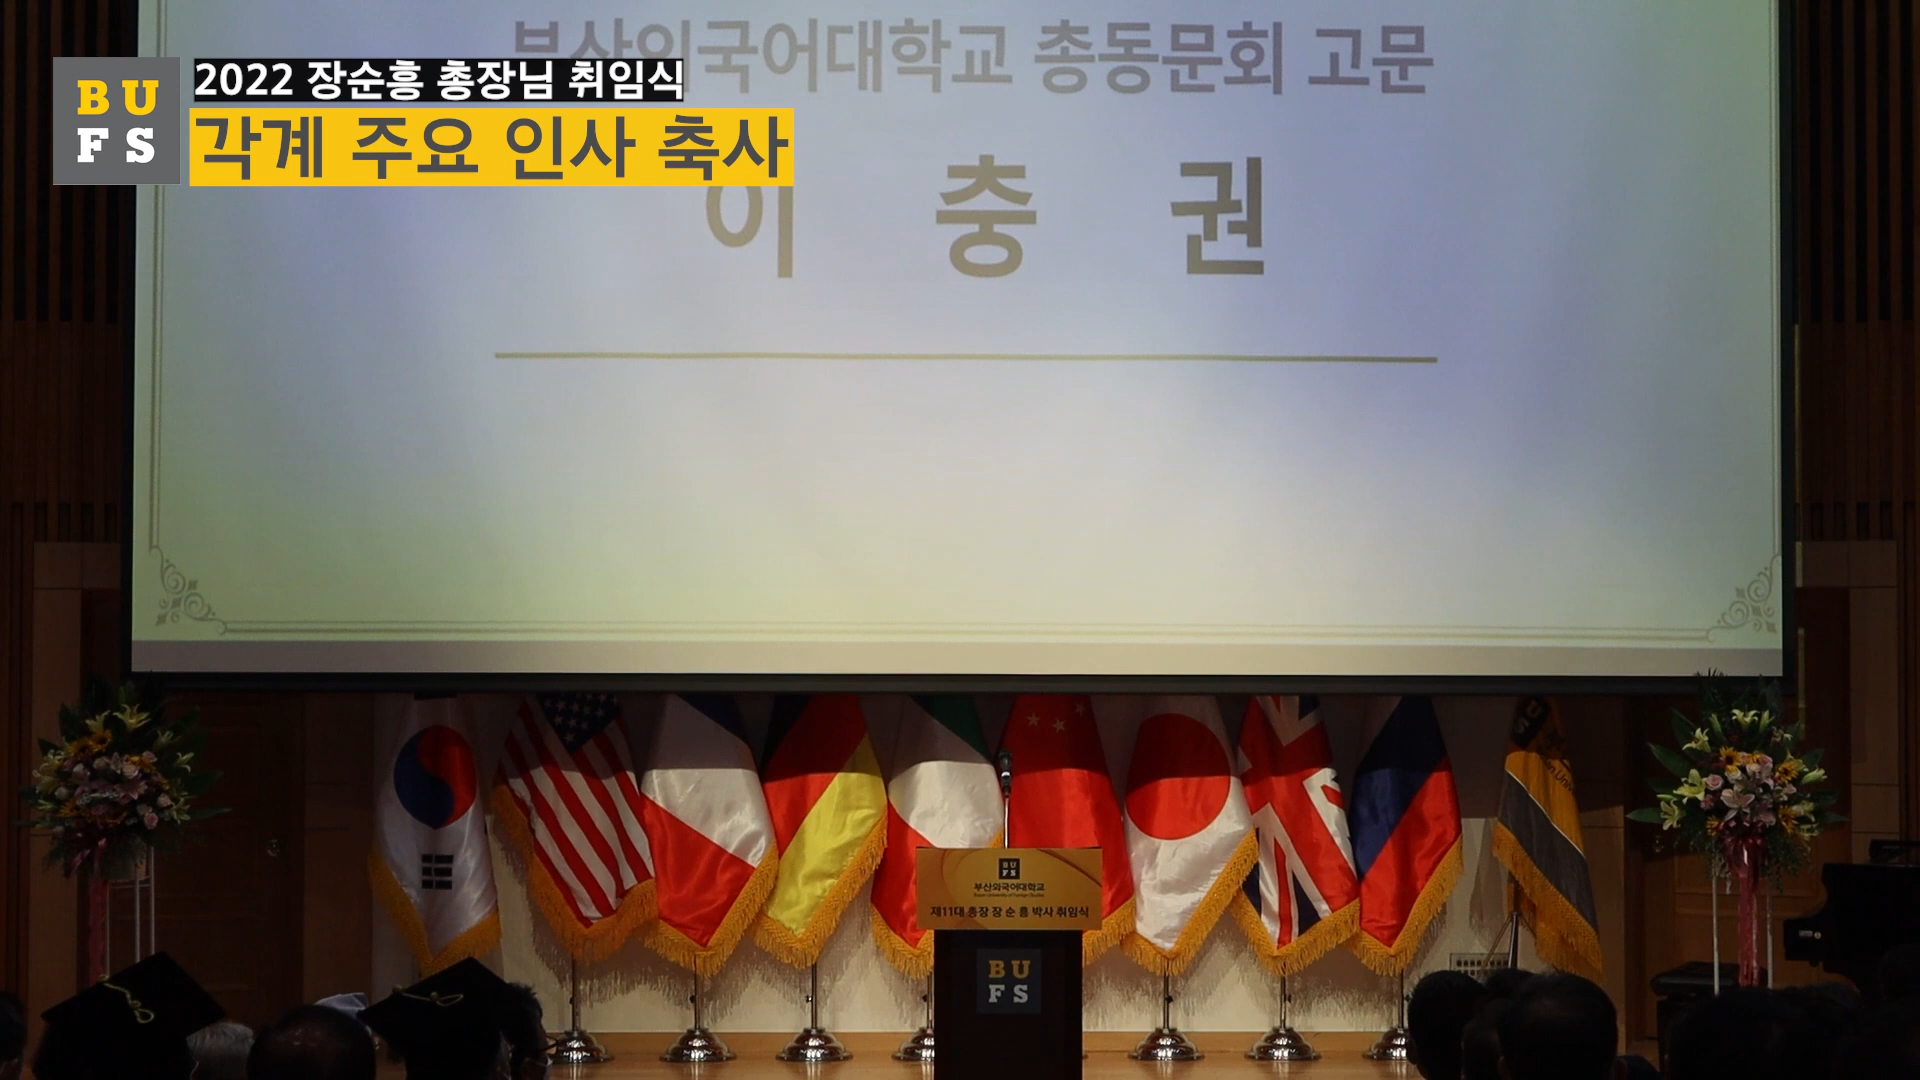 부산외국어대학교 총동문회 고문
BU
FS
2022 장순흥 총장님 취임식
각계 주요 인사 축사
이 충 권
BU
FS
부산외국어대학교
제11대 총장 장순흥 박사 취임식
BU
FS